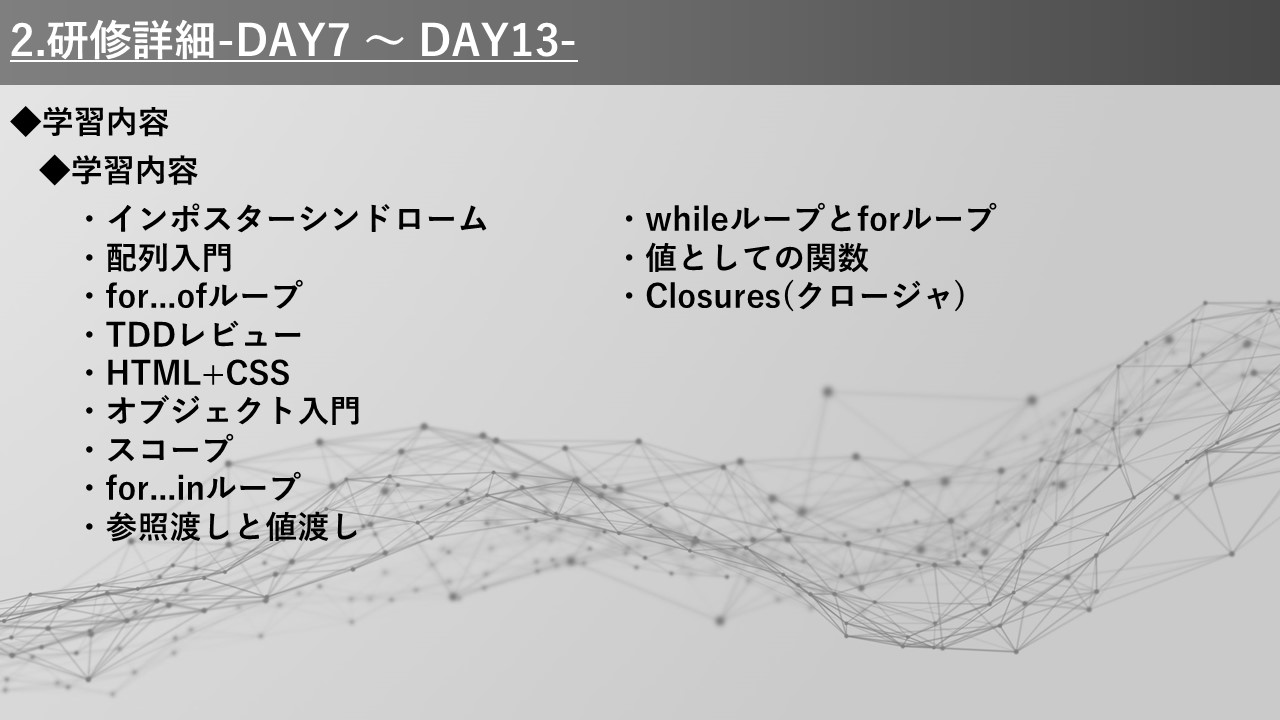 2.研修詳細-DAY7 ～ DAY13-
◆学習内容
◆学習内容
・インポスターシンドローム
・配列入門
・for...ofループ
・TDDレビュー
・HTML+CSS
・オブジェクト入門
・スコープ
・for...inループ
・参照渡しと値渡し
・whileループとforループ
・値としての関数
・Closures(クロージャ)